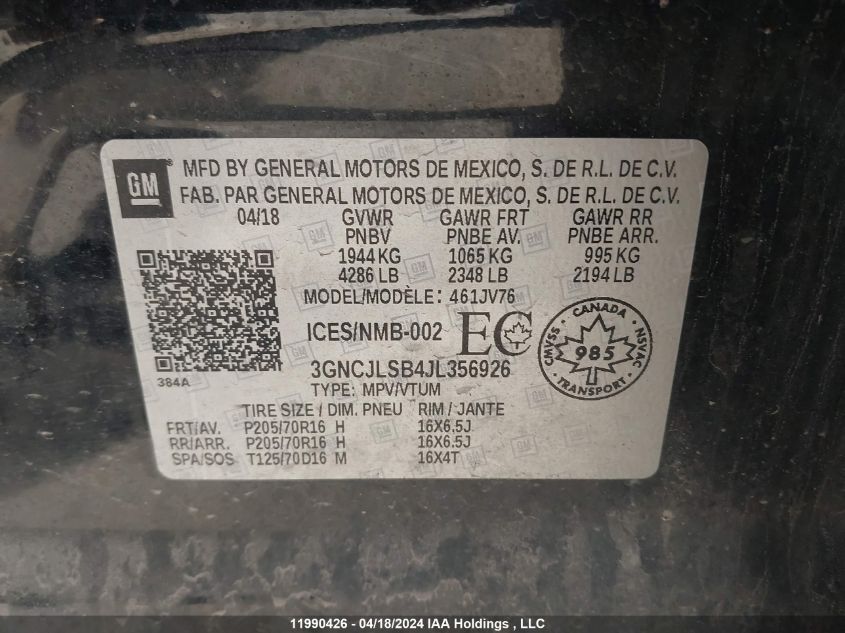 GM
MFD BY GENERAL MOTORS DE MEXICO, S. DE R.L. DE C.V.
FAB. PAR GENERAL MOTORS DE MEXICO, S. DE R.L. DE C.V.
04/18 GVWR GAWR FRT GAWR RR
PNBV PNBE AV. PNBE ARR.
1944 KG 1065 KG 995 KG
4286 LB 2348 LB 2194 LB
MODEL/MODÈLE: 461JV76
ICES/NMB-002 EC
CANADA
CMVSS 985 NSVAC
TRANSPORT
3GNCJLSB4JL356926
384A
TYPE: MPV/VTUM
TIRE SIZE / DIM. PNEU RIM / JANTE
FRT/AV. P205/70R16 H 16X6.5J
RR/ARR. P205/70R16 H 16X6.5J
SPA/SOS T125/70D16 M 16X4T
11990426 - 04/18/2024 IAA Holdings , LLC